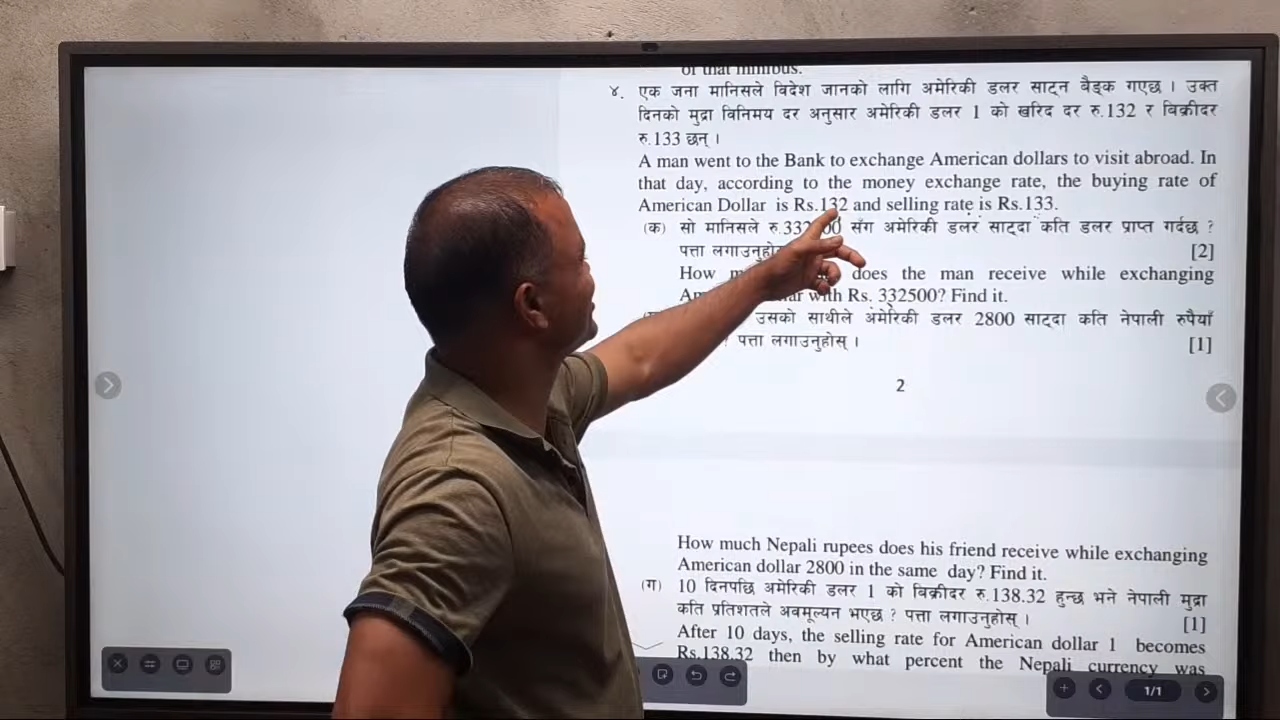 of that minibus.
४. एक जना मानिसले विदेश जानको लागि अमेरिकी डलर साट्न बैङ्क गएछ । उक्त
दिनको मुद्रा विनिमय दर अनुसार अमेरिकी डलर 1 को खरिद दर रु.132 र बिक्रीदर
रु.133 छन् ।
A man went to the Bank to exchange American dollars to visit abroad. In
that day, according to the money exchange rate, the buying rate of
American Dollar is Rs.132 and selling rate is Rs.133.
(क) सो मानिसले सँग अमेरिकी डलर साट्दा कति डलर प्राप्त गर्दछ ?
पत्ता [2]
How does the man receive while exchanging
with Rs. 332500? Find it.
उसको साथीले अमेरिकी डलर 2800 साट्दा कति नेपाली रुपैयाँ
? पत्ता लगाउनुहोस् । [1]
2
How much Nepali rupees does his friend receive while exchanging
American dollar 2800 in the same day? Find it.
(ग) 10 दिनपछि अमेरिकी डलर 1 को बिक्रीदर रु.138.32 हुन्छ भने नेपाली मुद्रा
कति प्रतिशतले अवमूल्यन भएछ ? पत्ता लगाउनुहोस् । [1]
After 10 days, the selling rate for American dollar 1 becomes
Rs.138.32 then by what percent the Nepali currency was
1/1